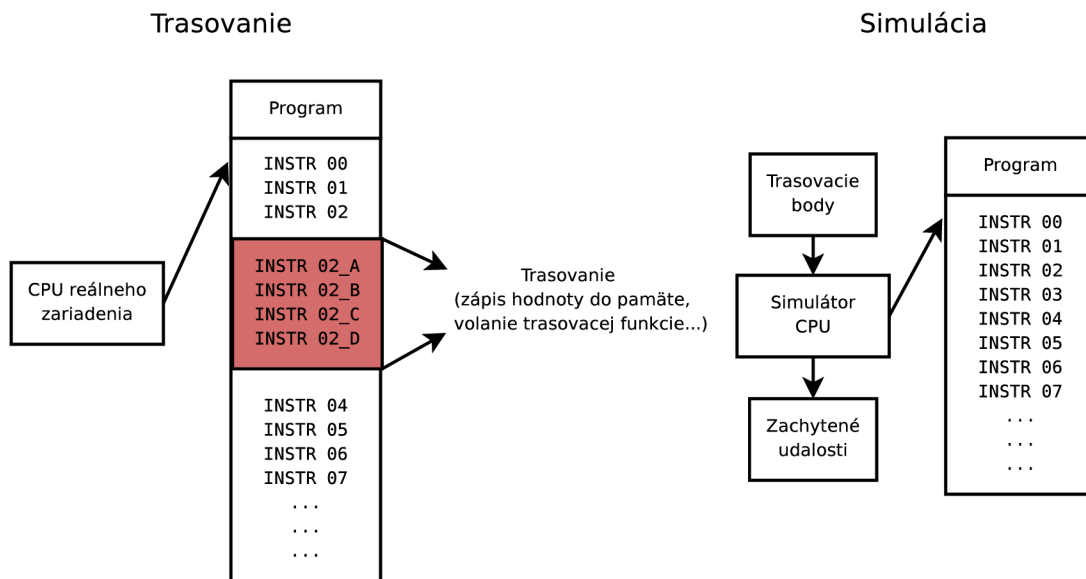 Trasovanie
Program
INSTR 00
INSTR 01
INSTR 02
INSTR 02_A
INSTR 02_B
INSTR 02_C
INSTR 02_D
INSTR 04
INSTR 05
INSTR 06
INSTR 07
...
...
...
CPU reálneho
zariadenia
Trasovanie
(zápis hodnoty do pamäte,
volanie trasovacej funkcie...)
Simulácia
Trasovacie
body
Simulátor
CPU
Zachytené
udalosti
Program
INSTR 00
INSTR 01
INSTR 02
INSTR 03
INSTR 04
INSTR 05
INSTR 06
INSTR 07
...
...
...